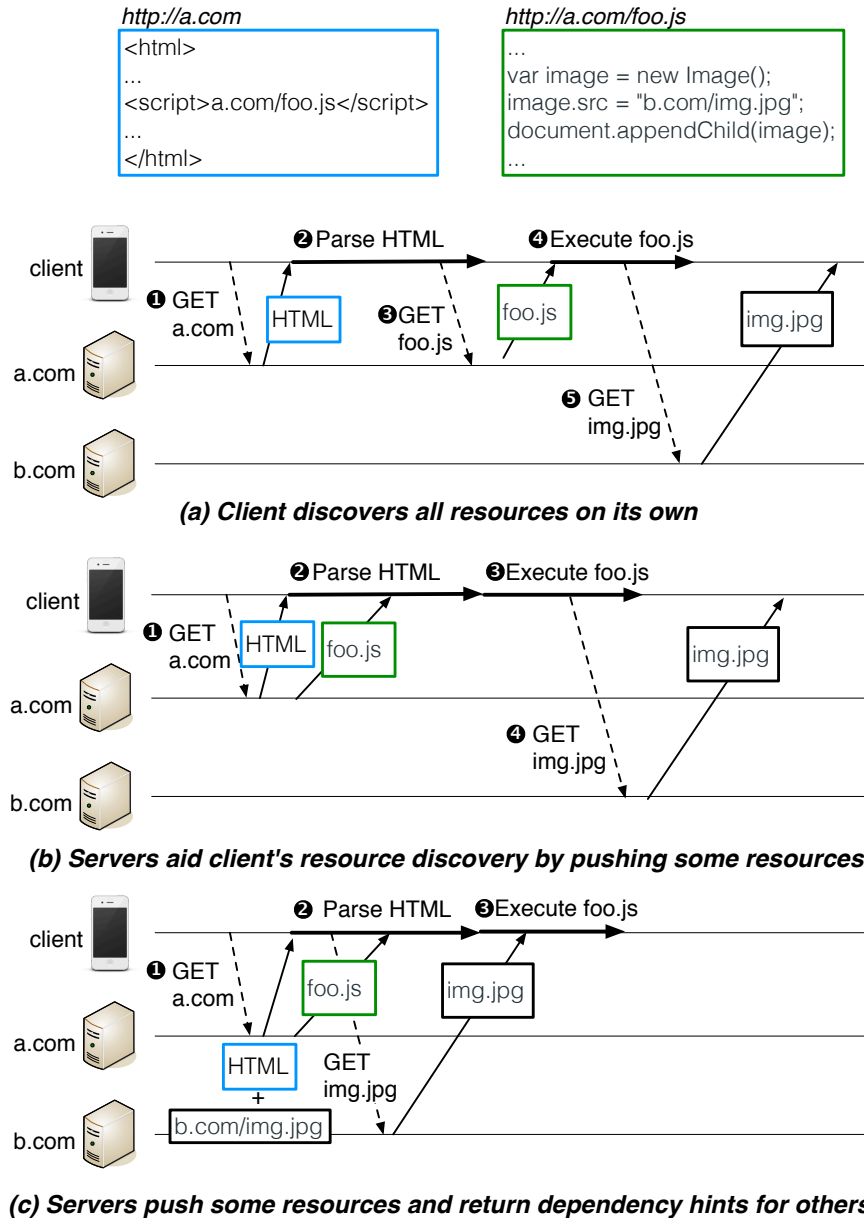 http://a.com
<html>
...
<script>a.com/foo.js</script>
...
</html>
http://a.com/foo.js
...
var image = new Image();
image.src = "b.com/img.jpg";
document.appendChild(image);
...
❷Parse HTML
❹Execute foo.js
client
❶ GET
a.com
HTML
❸GET
foo.js
foo.js
img.jpg
a.com
❺ GET
img.jpg
b.com
(a) Client discovers all resources on its own
❷Parse HTML
❸Execute foo.js
client
❶ GET
a.com
HTML
foo.js
img.jpg
a.com
❹ GET
img.jpg
b.com
(b) Servers aid client's resource discovery by pushing some resources
❷ Parse HTML
❸Execute foo.js
client
❶ GET
a.com
foo.js
img.jpg
a.com
HTML
+
b.com/img.jpg
GET
img.jpg
b.com
(c) Servers push some resources and return dependency hints for others